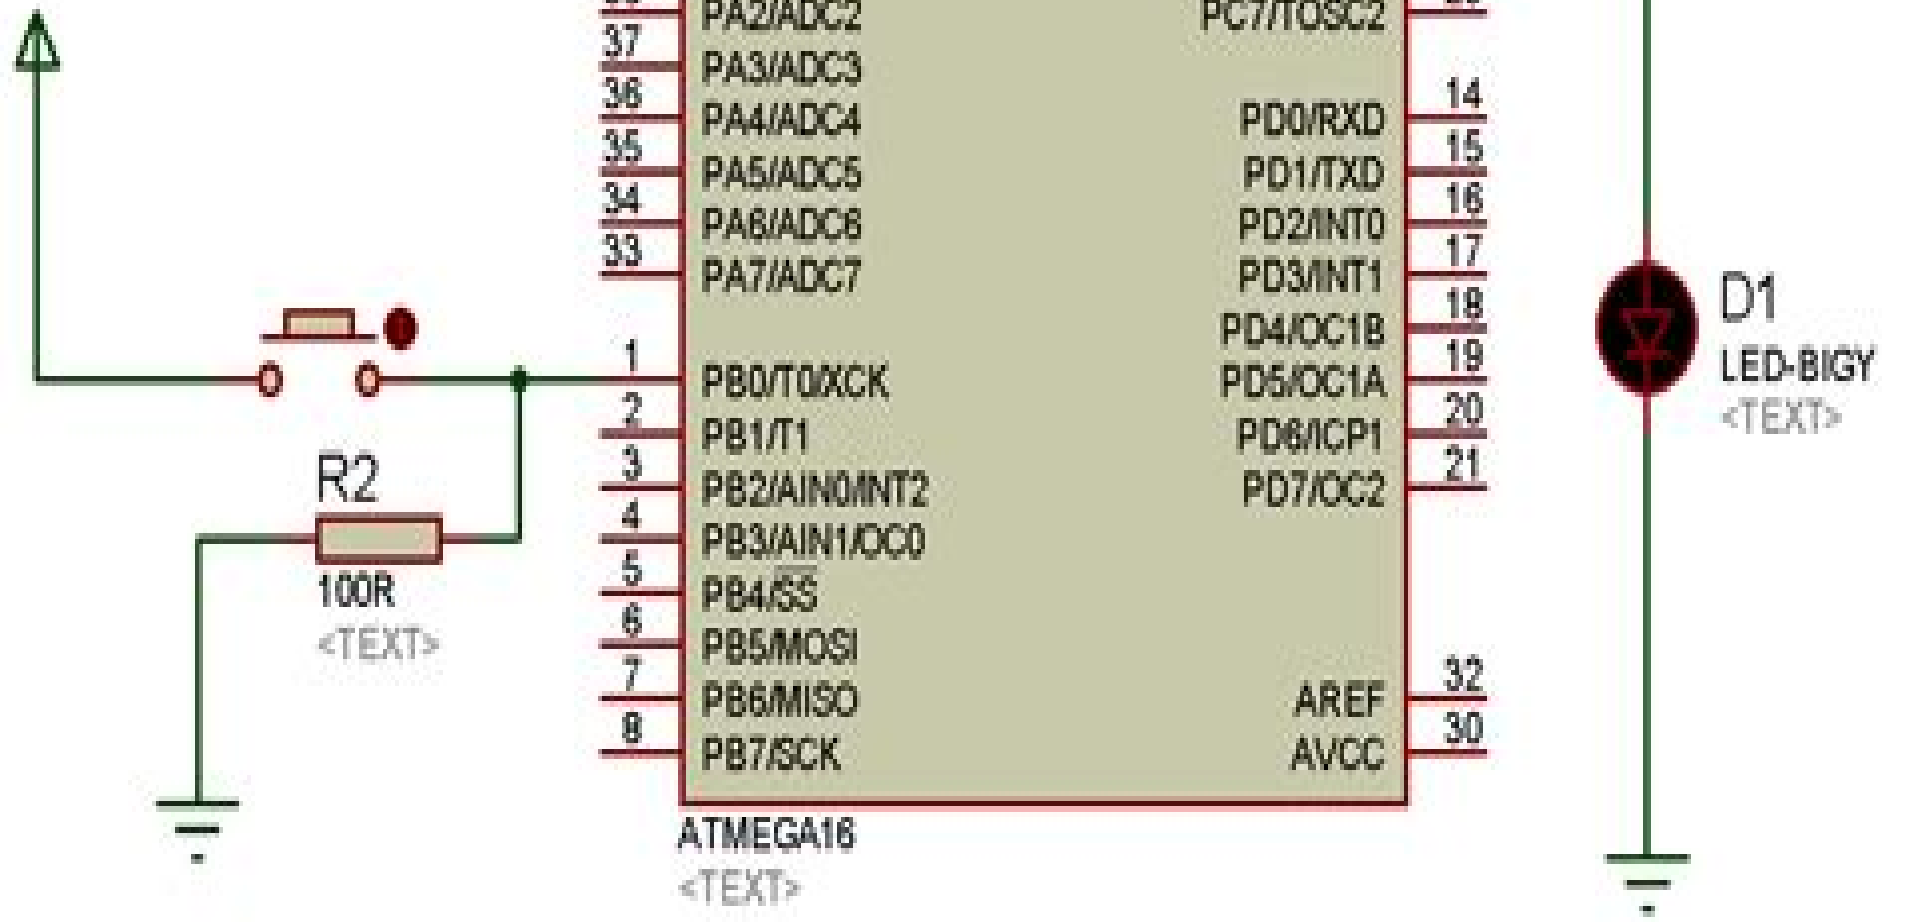 PA2/ADC2
37
PA3/ADC3
36
PA4/ADC4
35
PA5/ADC5
34
PA6/ADC6
33
PA7/ADC7
1
PB0/T0/XCK
2
PB1/T1
3
PB2/AIN0/INT2
4
PB3/AIN1/OC0
5
PB4/SS
6
PB5/MOSI
7
PB6/MISO
8
PB7/SCK
PC7/TOSC2
14
PD0/RXD
15
PD1/TXD
16
PD2/INT0
17
PD3/INT1
18
PD4/OC1B
19
PD5/OC1A
20
PD6/ICP1
21
PD7/OC2
32
AREF
30
AVCC
ATMEGA16
<TEXT>
R2
100R
<TEXT>
D1
LED-BIGY
<TEXT>